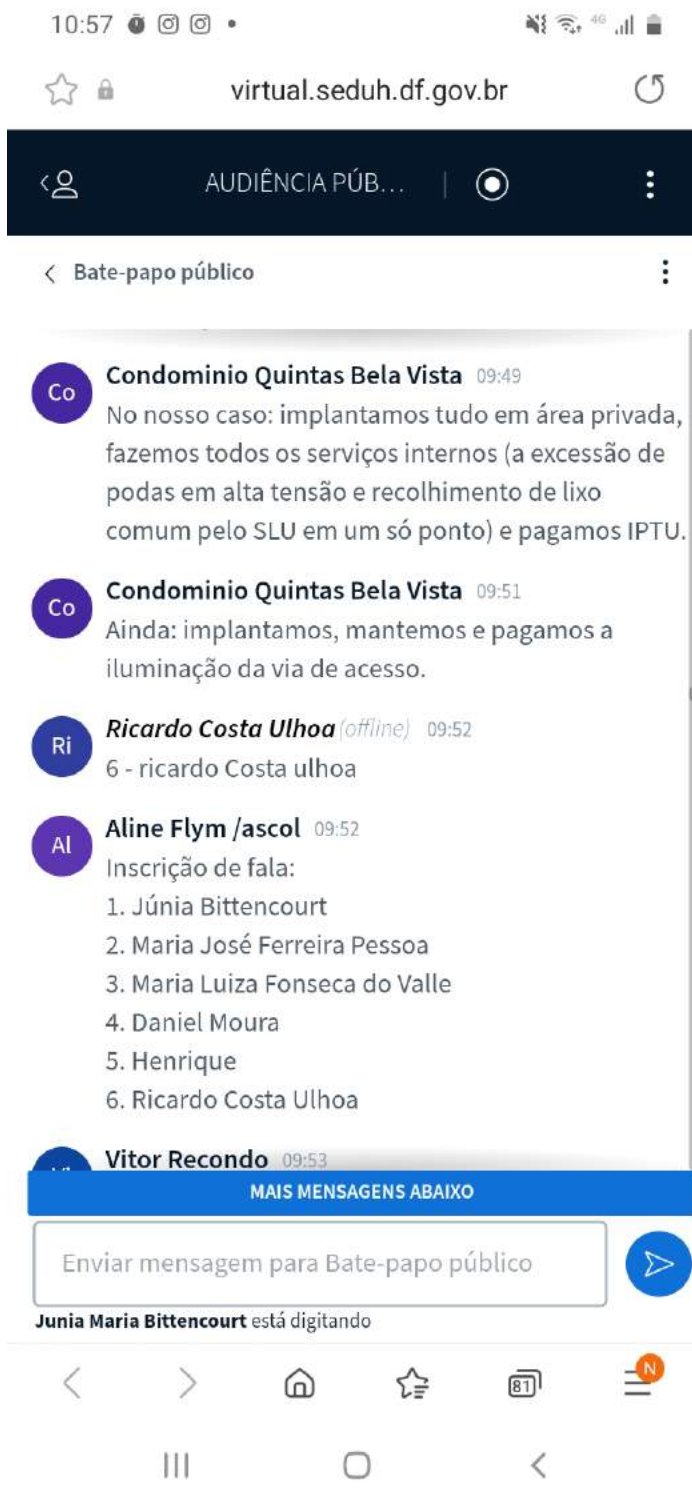 10:57
4G
virtual.seduh.df.gov.br
AUDIÊNCIA PÚB...
Bate-papo público
Co
Condominio Quintas Bela Vista 09:49
No nosso caso: implantamos tudo em área privada,
fazemos todos os serviços internos (a excessão de
podas em alta tensão e recolhimento de lixo
comum pelo SLU em um só ponto) e pagamos IPTU.
Co
Condominio Quintas Bela Vista 09:51
Ainda: implantamos, mantemos e pagamos a
iluminação da via de acesso.
Ri
Ricardo Costa Ulhoa (offline) 09:52
6 - ricardo Costa ulhoa
Al
Aline Flym /ascol 09:52
Inscrição de fala:
1. Júnia Bittencourt
2. Maria José Ferreira Pessoa
3. Maria Luiza Fonseca do Valle
4. Daniel Moura
5. Henrique
6. Ricardo Costa Ulhoa
Vitor Recondo 09:53
MAIS MENSAGENS ABAIXO
Enviar mensagem para Bate-papo público
Junia Maria Bittencourt está digitando
81
N